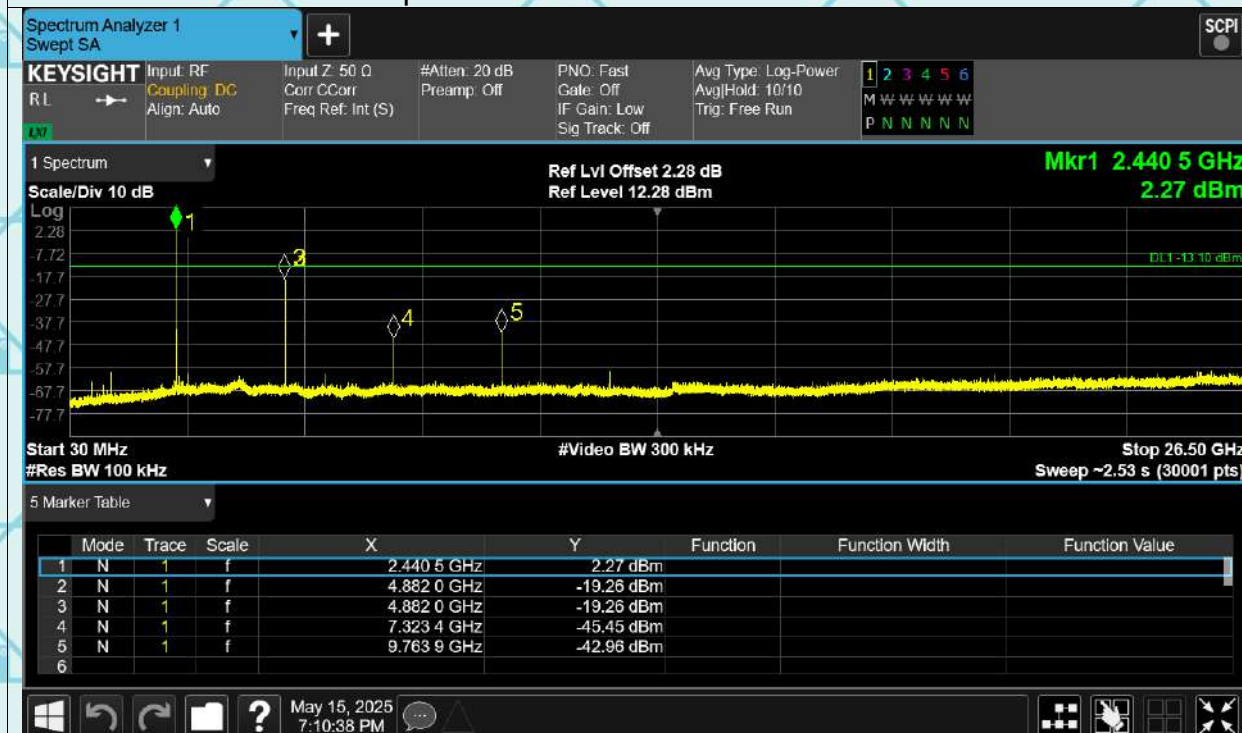 Spectrum Analyzer 1
Swept SA
+
SCPI
KEYSIGHT
RL
LXI
Input: RF
Coupling: DC
Align: Auto
Input Z: 50 Ω
Corr CCorr
Freq Ref: Int (S)
#Atten: 20 dB
Preamp: Off
PNO: Fast
Gate: Off
IF Gain: Low
Sig Track: Off
Avg Type: Log-Power
Avg|Hold: 10/10
Trig: Free Run
1 2 3 4 5 6
M W W W W W
P N N N N N
1 Spectrum
Scale/Div 10 dB
Ref Lvl Offset 2.28 dB
Ref Level 12.28 dBm
Mkr1 2.440 5 GHz
2.27 dBm
Log
2.28
-7.72
-17.7
-27.7
-37.7
-47.7
-57.7
-67.7
-77.7
1
3
4
5
DL1 -13.10 dBm
Start 30 MHz
#Res BW 100 kHz
#Video BW 300 kHz
Stop 26.50 GHz
Sweep ~2.53 s (30001 pts)
5 Marker Table
Mode Trace Scale X Y Function Function Width Function Value
1 N 1 f 2.440 5 GHz 2.27 dBm
2 N 1 f 4.882 0 GHz -19.26 dBm
3 N 1 f 4.882 0 GHz -19.26 dBm
4 N 1 f 7.323 4 GHz -45.45 dBm
5 N 1 f 9.763 9 GHz -42.96 dBm
6
?
May 15, 2025
7:10:38 PM